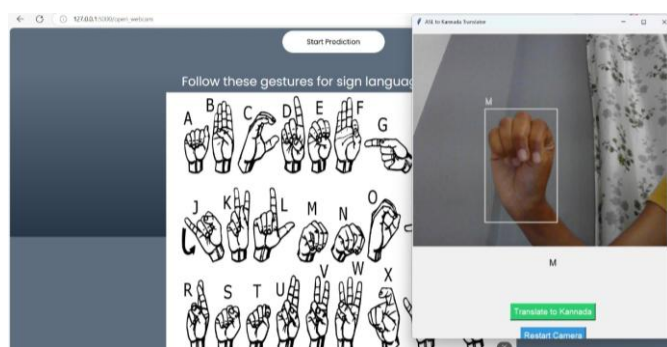 127.0.0.1:5000/open_webcam
Start Prediction
Follow these gestures for sign languag
A B C D E F G
J K L M N O
R S T U V W X
ASL to Kannada Translator
M
M
Translate to Kannada
Restart Camera